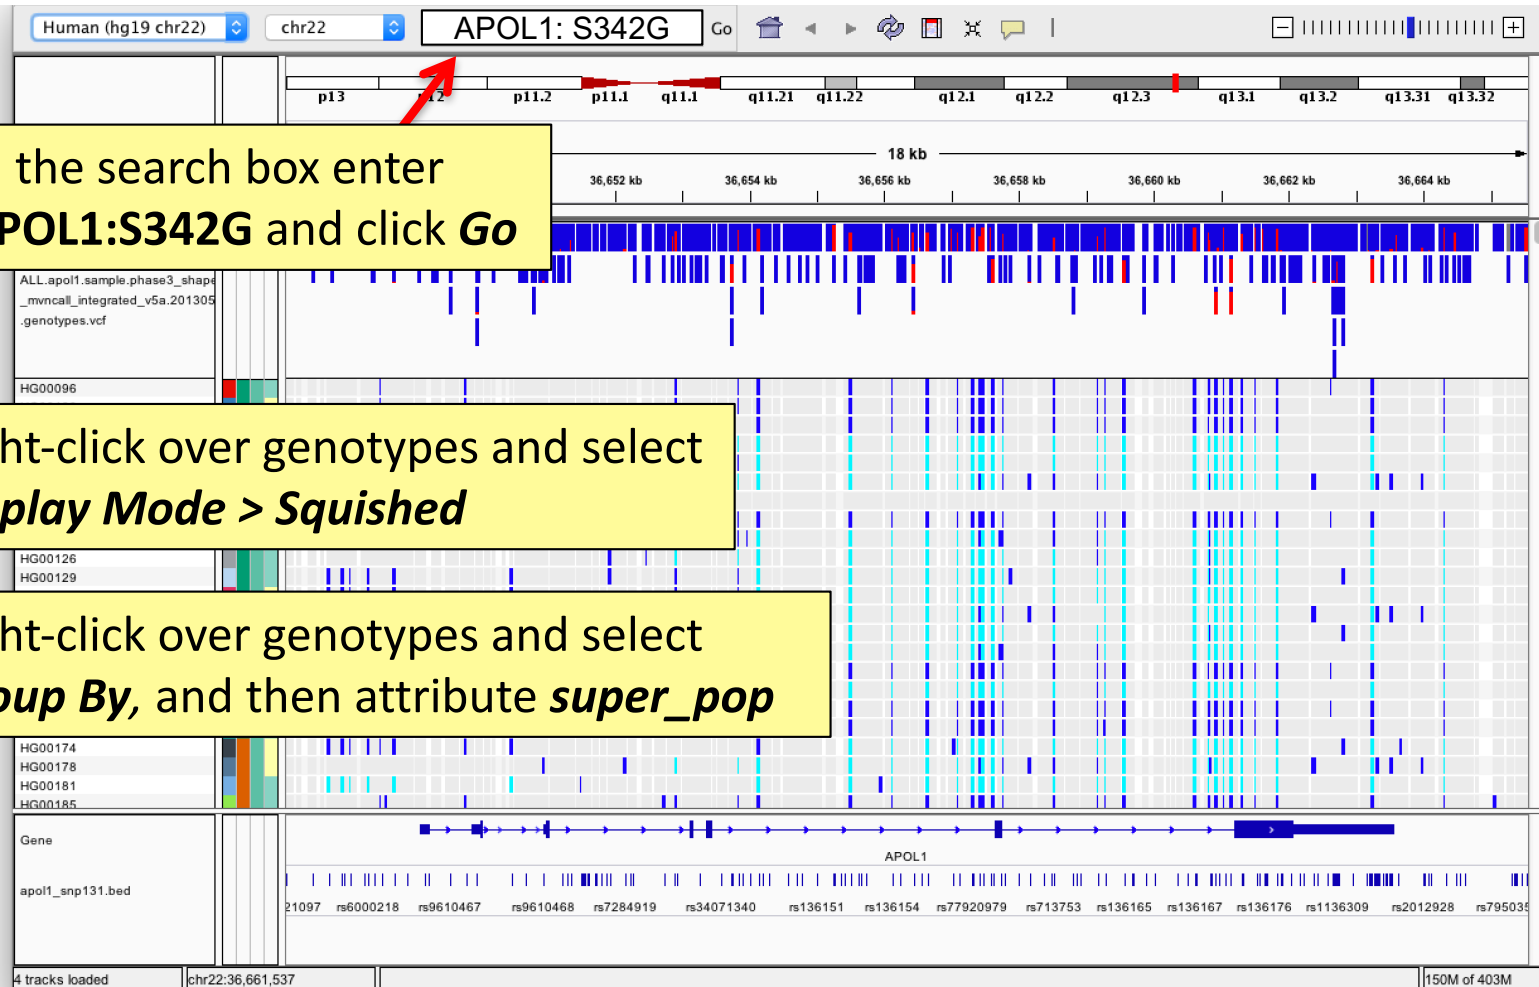 Human (hg19 chr22) chr22 APOL1: S342G Go
p13 p11.2 p11.1 q11.1 q11.21 q11.22 q12.1 q12.2 q12.3 q13.1 q13.2 q13.31 q13.32
the search box enter
POL1:S342G and click Go
18 kb
36,652 kb 36,654 kb 36,656 kb 36,658 kb 36,660 kb 36,662 kb 36,664 kb
ALL.apol1.sample.phase3_shape
_mvncall_integrated_v5a.201305
.genotypes.vcf
HG00096
ht-click over genotypes and select
play Mode > Squished
HG00126
HG00129
ht-click over genotypes and select
oup By, and then attribute super_pop
HG00174
HG00178
HG00181
HG00185
Gene
APOL1
apol1_snp131.bed
21097 rs6000218 rs9610467 rs9610468 rs7284919 rs34071340 rs136151 rs136154 rs77920979 rs713753 rs136165 rs136167 rs136176 rs1136309 rs2012928 rs795035
4 tracks loaded chr22:36,661,537 150M of 403M